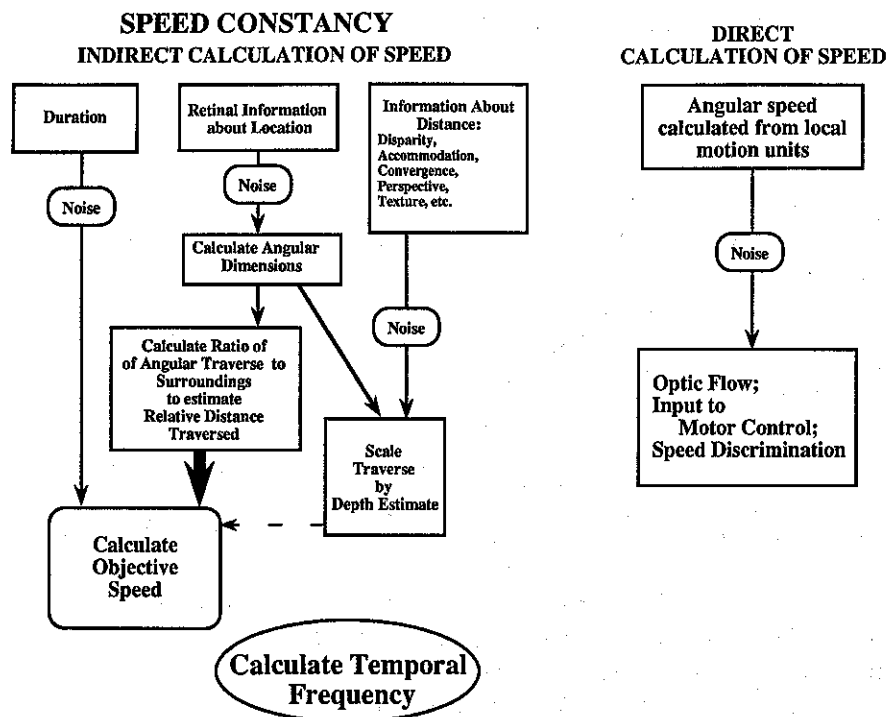 SPEED CONSTANCY
INDIRECT CALCULATION OF SPEED
DIRECT
CALCULATION OF SPEED
Duration
Retinal Information
about Location
Information About
Distance:
Disparity,
Accommodation,
Convergence,
Perspective,
Texture, etc.
Angular speed
calculated from local
motion units
Noise
Noise
Noise
Calculate Angular
Dimensions
Noise
Calculate Ratio of
of Angular Traverse to
Surroundings
to estimate
Relative Distance
Traversed
Optic Flow;
Input to
Motor Control;
Speed Discrimination
Scale
Traverse
by
Depth Estimate
Calculate
Objective
Speed
Calculate Temporal
Frequency